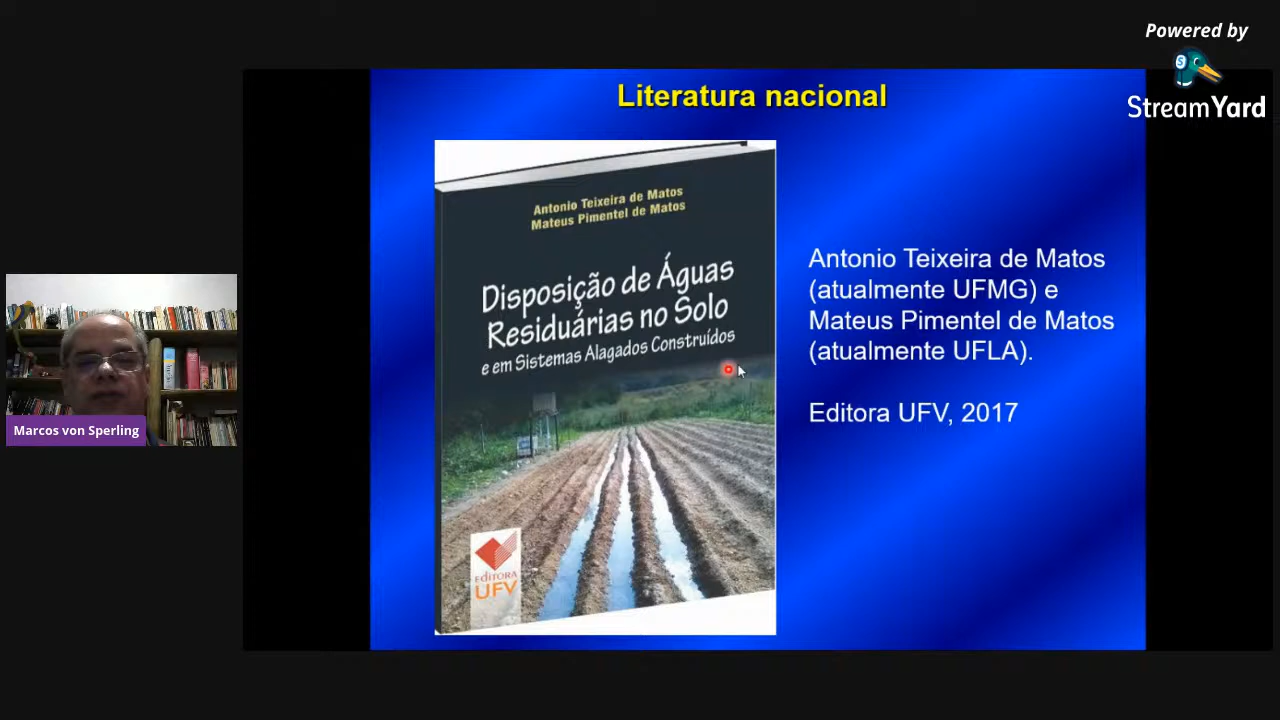 Powered by
StreamYard
Literatura nacional
Antonio Teixeira de Matos
Mateus Pimentel de Matos
Disposição de Águas
Residuárias no Solo
e em Sistemas Alagados Construídos
EDITORA
UFV
Antonio Teixeira de Matos
(atualmente UFMG) e
Mateus Pimentel de Matos
(atualmente UFLA).
Editora UFV, 2017
Marcos von Sperling